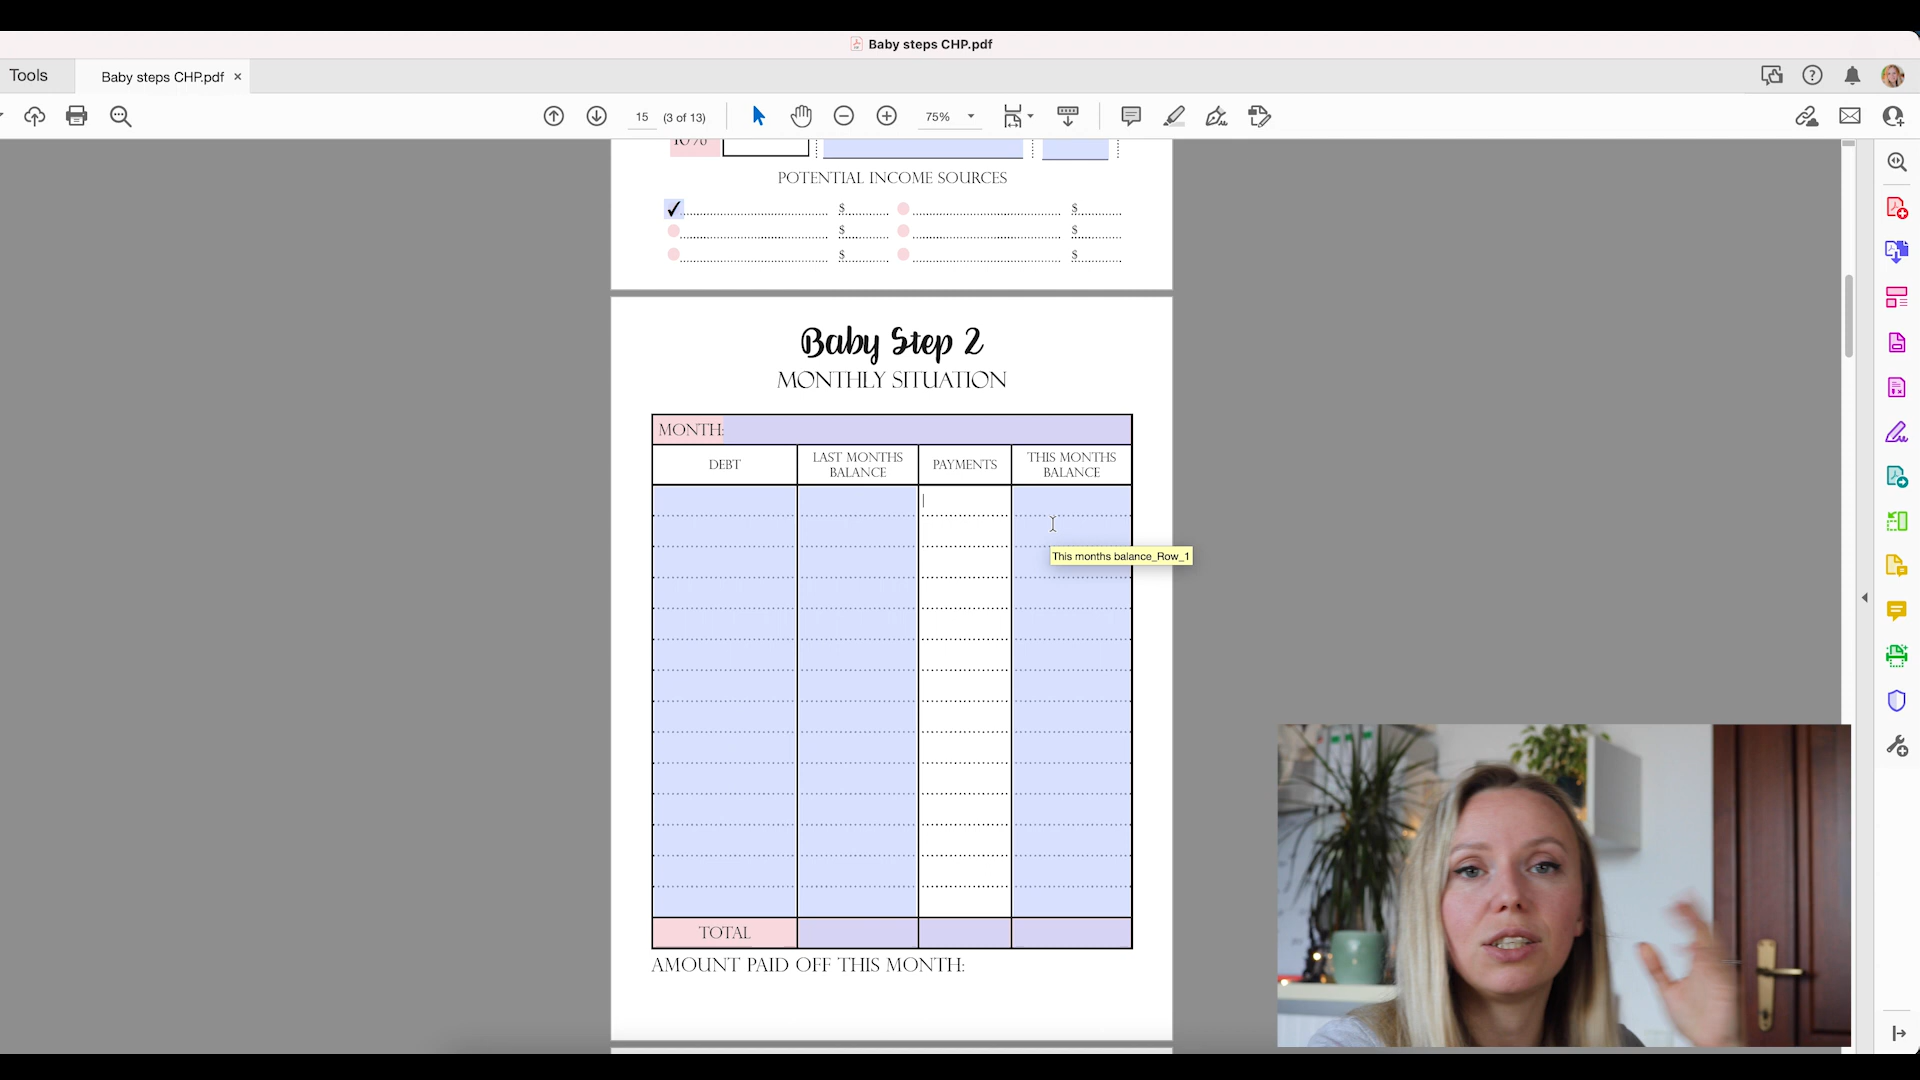 Baby steps CHP.pdf
Tools
Baby steps CHP.pdf ×
15 (3 of 13)
75%
10%
POTENTIAL INCOME SOURCES
$ $
$ $
$ $
Baby Step 2
MONTHLY SITUATION
MONTH:
DEBT
LAST MONTHS
BALANCE
PAYMENTS
THIS MONTHS
BALANCE
This months balance_Row_1
TOTAL
AMOUNT PAID OFF THIS MONTH: